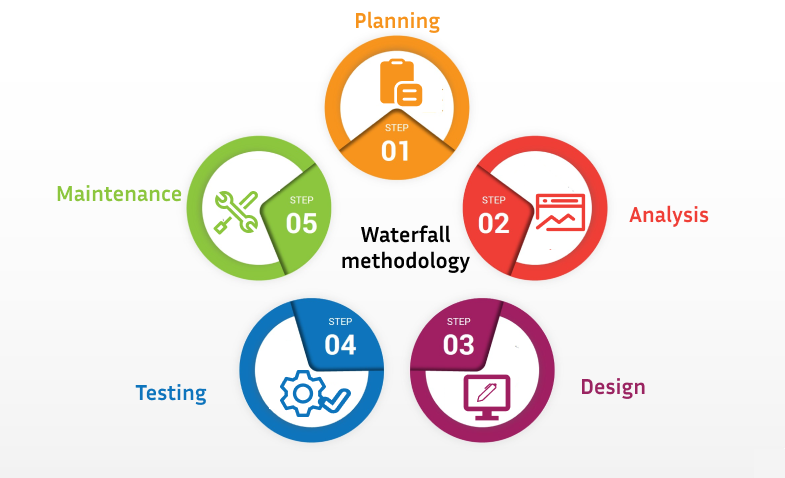 Planning
STEP
01
Maintenance
STEP
05
STEP
02
Analysis
Waterfall
methodology
STEP
04
STEP
03
Testing
Design